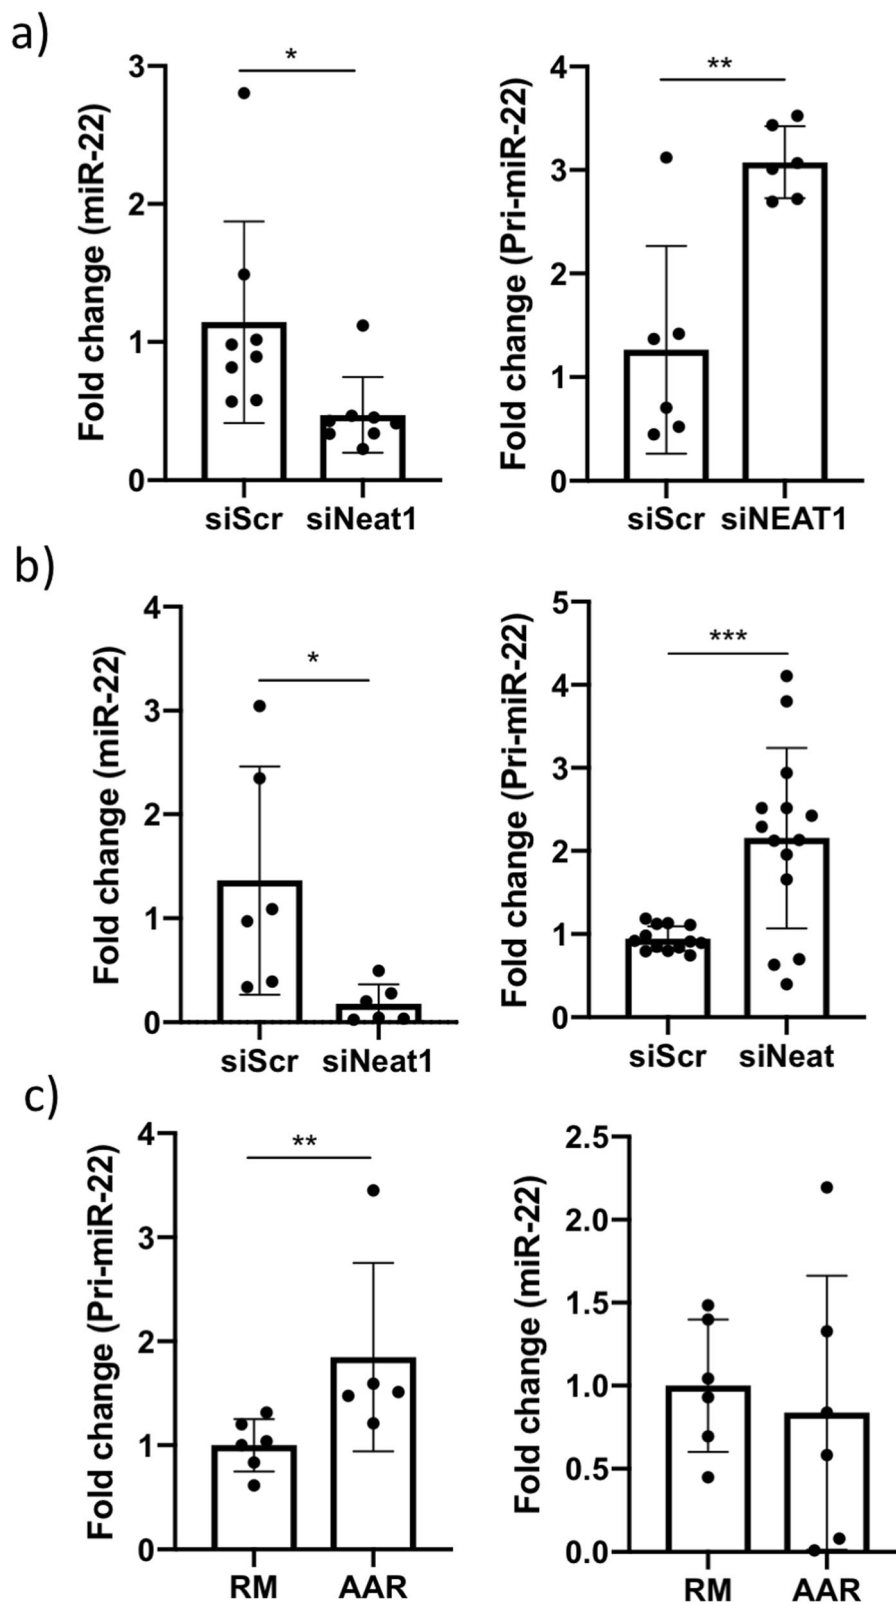 a)
Fold change (miR-22)
3
2
1
0
*
siScr siNeat1
Fold change (Pri-miR-22)
4
3
2
1
0
**
siScr siNEAT1
b)
Fold change (miR-22)
4
3
2
1
0
*
siScr siNeat1
Fold change (Pri-miR-22)
5
4
3
2
1
0
***
siScr siNeat
c)
Fold change (Pri-miR-22)
4
3
2
1
0
**
RM AAR
Fold change (miR-22)
2.5
2.0
1.5
1.0
0.5
0.0
RM AAR